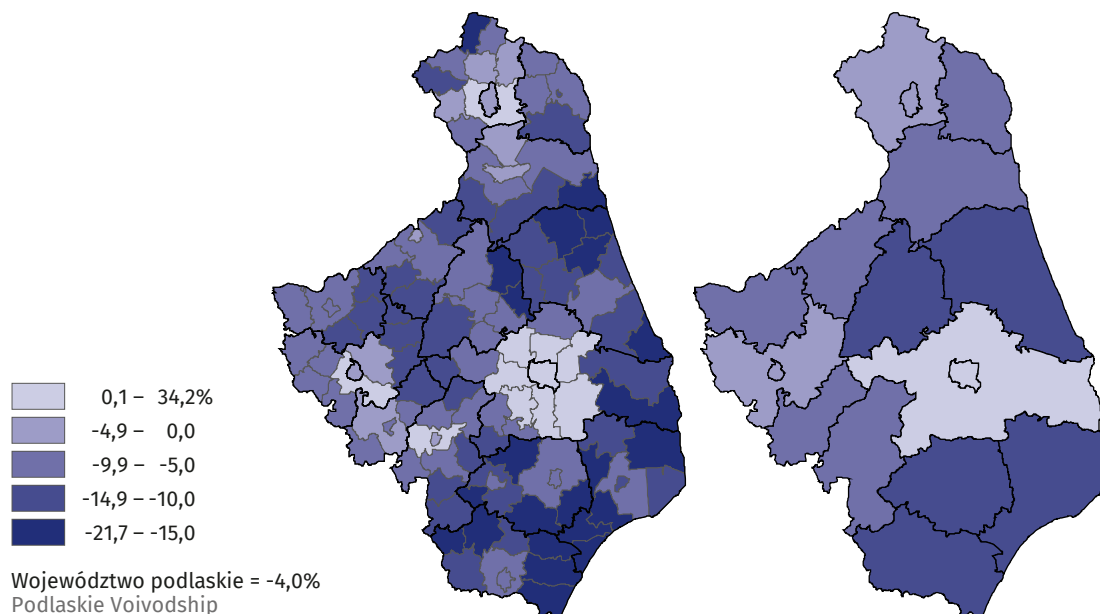 0,1 – 34,2%
-4,9 – 0,0
-9,9 – -5,0
-14,9 – -10,0
-21,7 – -15,0
Województwo podlaskie = -4,0%
Podlaskie Voivodship